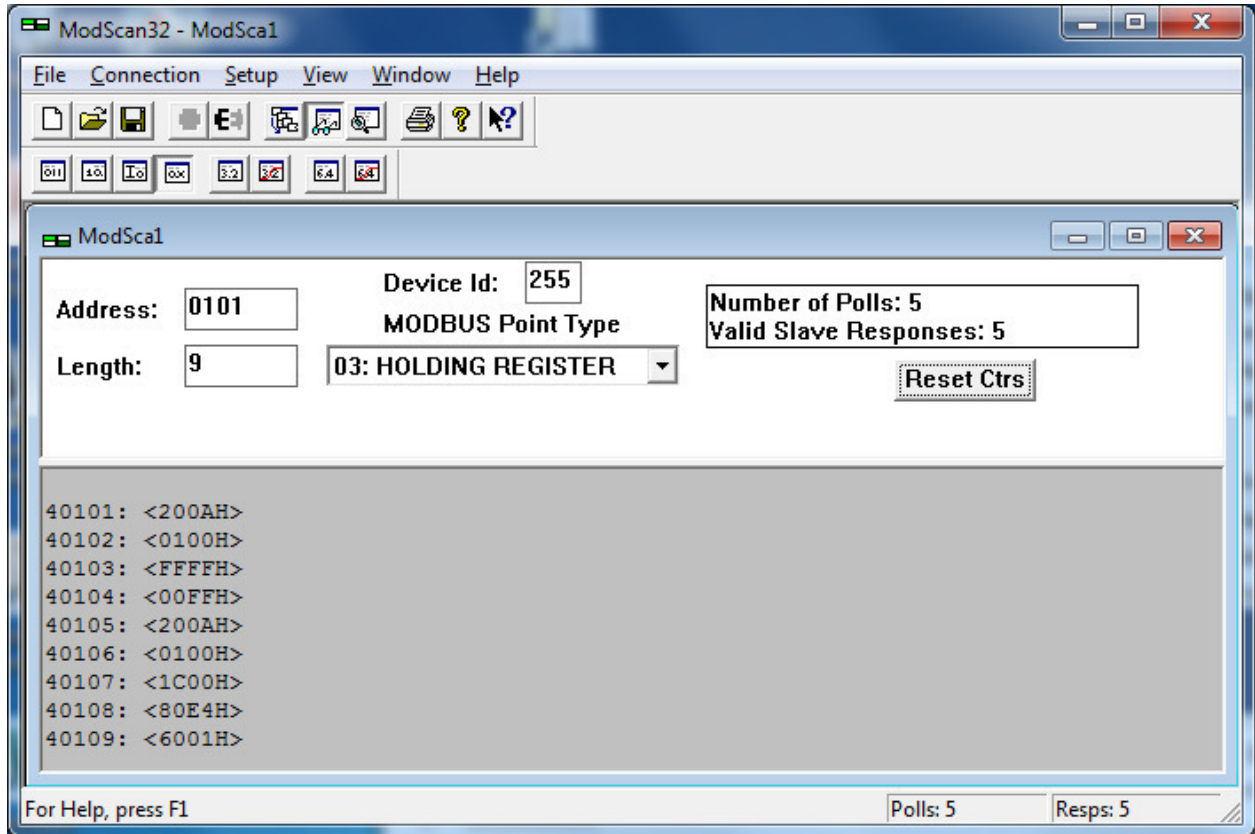 ModScan32 - ModSca1
File Connection Setup View Window Help
ModSca1
Address: 0101
Device Id: 255
MODBUS Point Type
Length: 9
03: HOLDING REGISTER
Number of Polls: 5
Valid Slave Responses: 5
Reset Ctrs
40101: <200AH>
40102: <0100H>
40103: <FFFFH>
40104: <00FFH>
40105: <200AH>
40106: <0100H>
40107: <1C00H>
40108: <80E4H>
40109: <6001H>
For Help, press F1
Polls: 5
Resps: 5